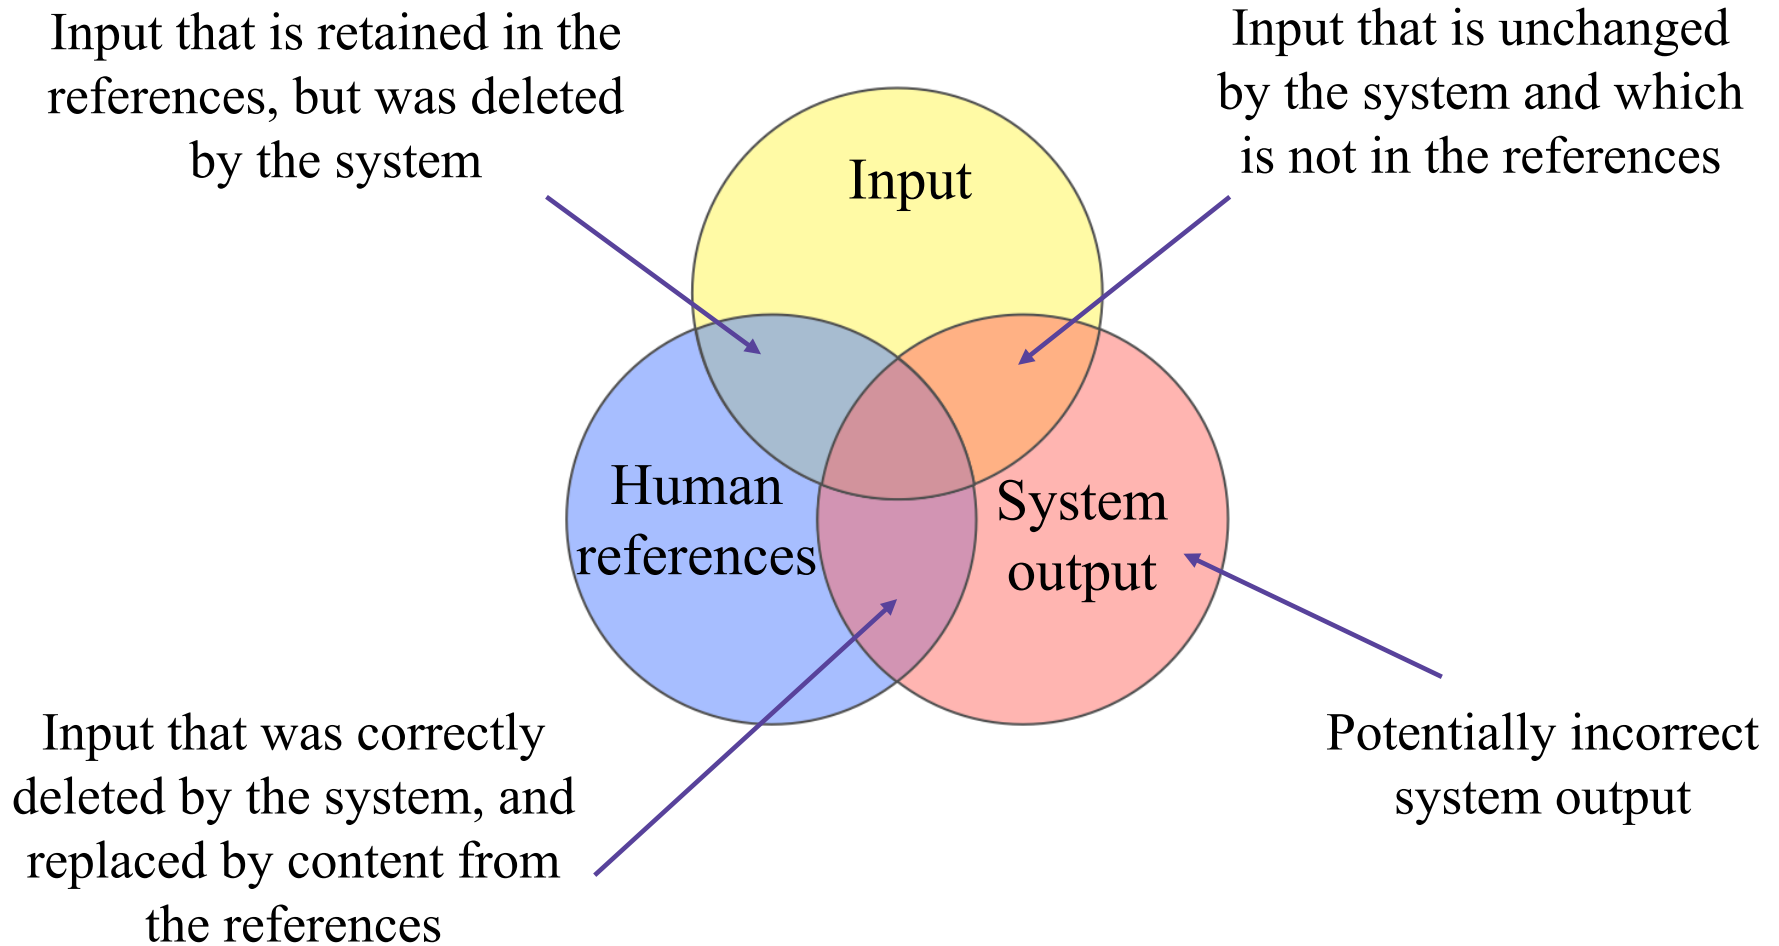 Input that is retained in the
references, but was deleted
by the system
Input that is unchanged
by the system and which
is not in the references
Input
Human
references
System
output
Input that was correctly
deleted by the system, and
replaced by content from
the references
Potentially incorrect
system output